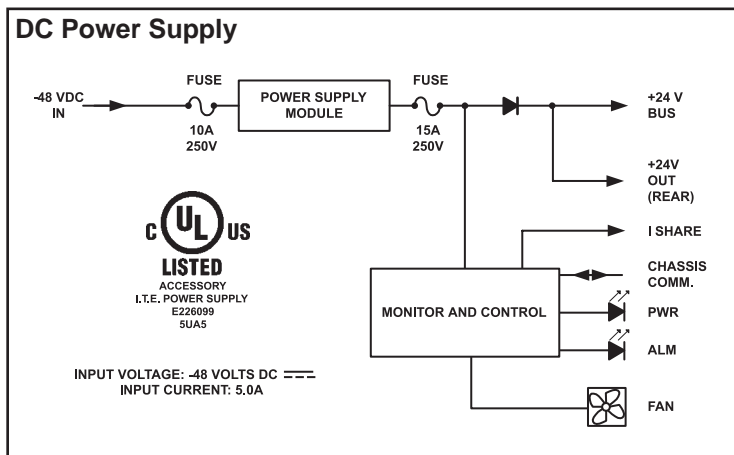 DC Power Supply
-48 VDC
IN
FUSE
10A
250V
POWER SUPPLY
MODULE
FUSE
15A
250V
+24 V
BUS
+24V
OUT
(REAR)
I SHARE
CHASSIS
COMM.
MONITOR AND CONTROL
PWR
ALM
FAN
C UL US
LISTED
ACCESSORY
I.T.E. POWER SUPPLY
E226099
5UA5
INPUT VOLTAGE: -48 VOLTS DC
INPUT CURRENT: 5.0A